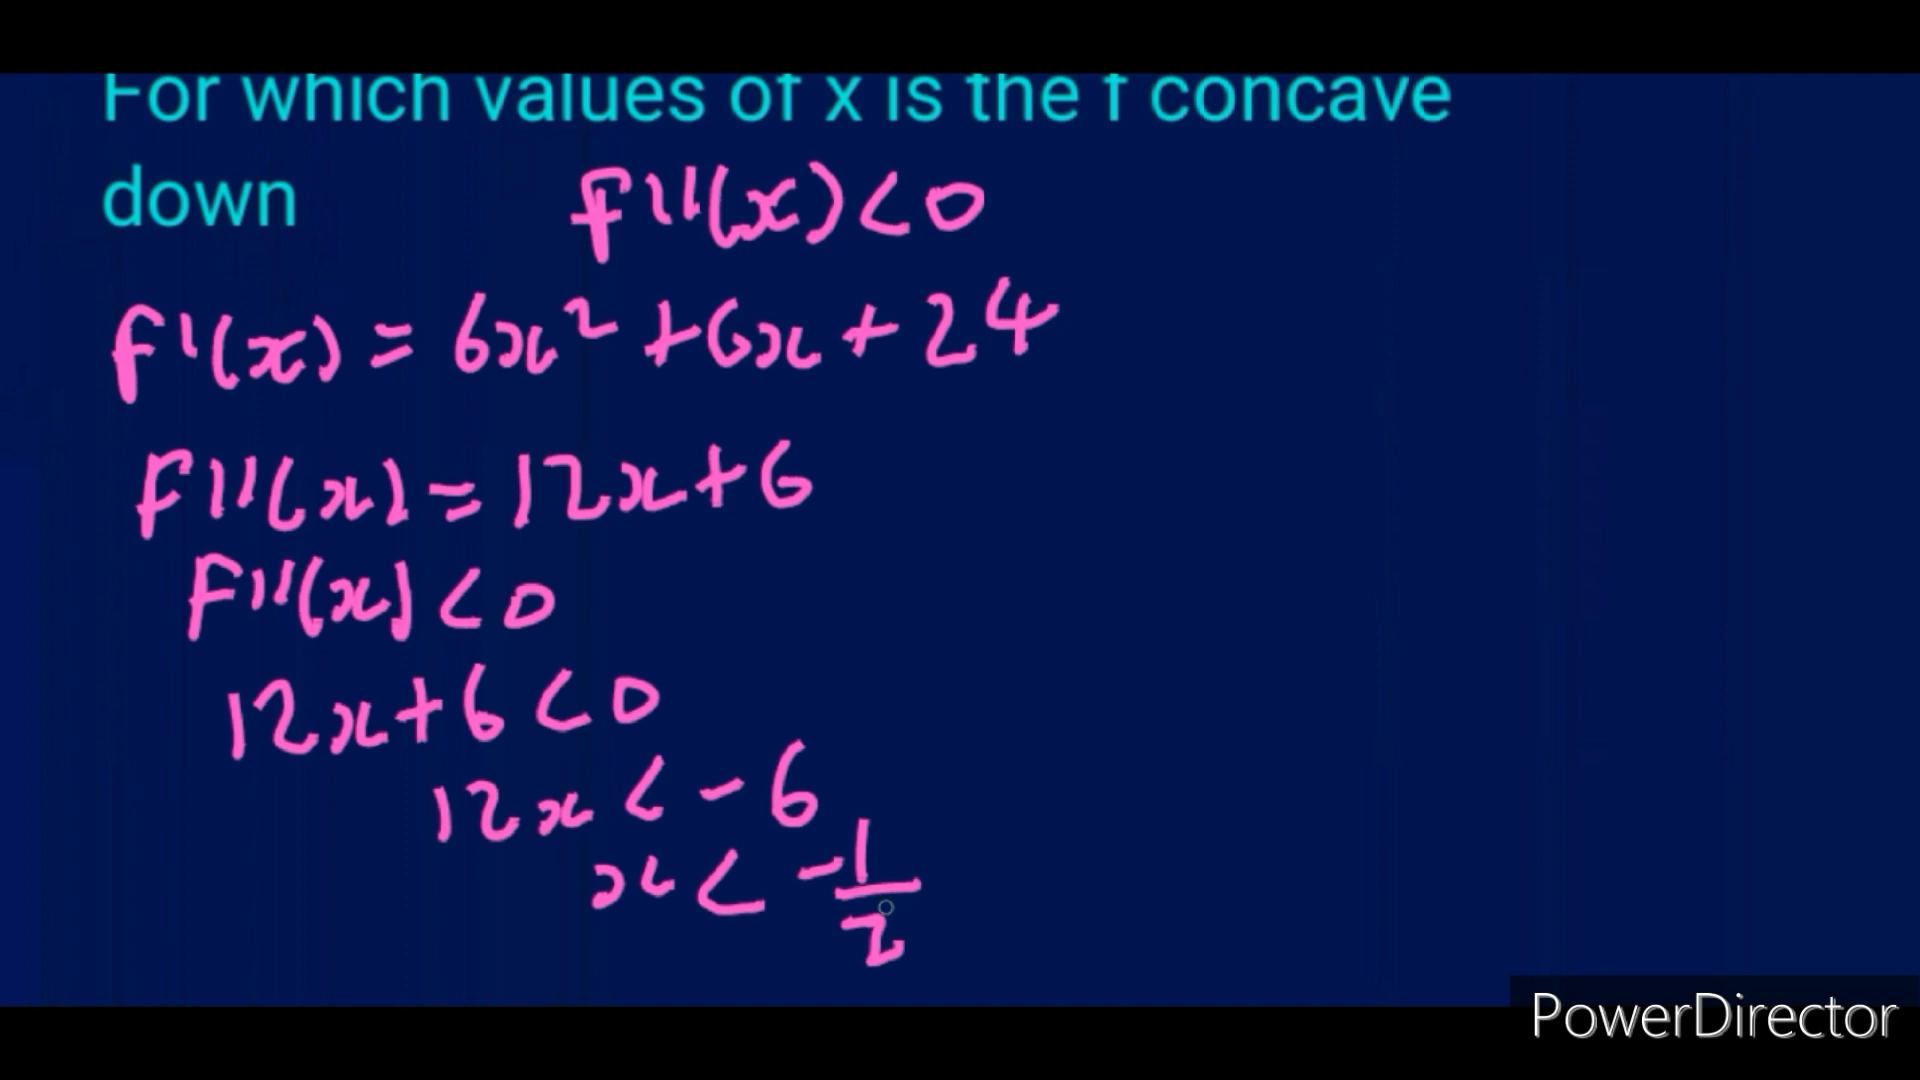 For which values of x is the f concave
down
f''(x)<0
f'(x) = 6x² + 6x + 24
f''(x) = 12x+6
f''(x) < 0
12x+6 < 0
12x < -6
x < -1/2
PowerDirector